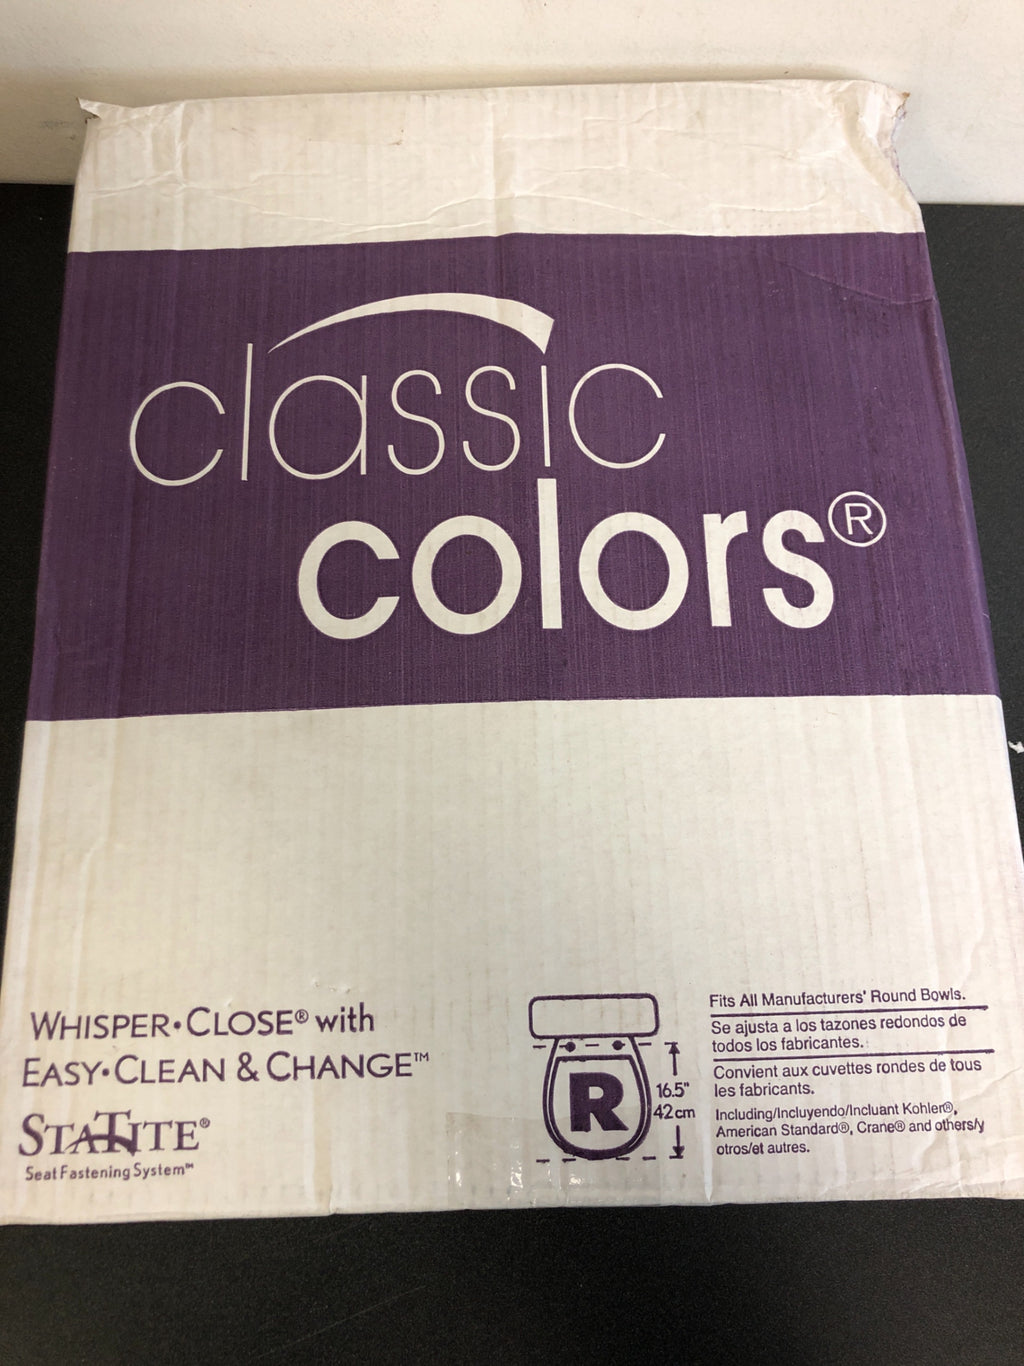 classic
colors®
WHISPER•CLOSE® with
EASY•CLEAN & CHANGE™
STATITE®
Seat Fastening System℠
R
16.5"
42cm
Fits All Manufacturers' Round Bowls.
Se ajusta a los tazones redondos de
todos los fabricantes.
Convient aux cuvettes rondes de tous
les fabricants.
Including/Incluyendo/Incluant Kohler®,
American Standard®, Crane® and others/y
otros/et autres.